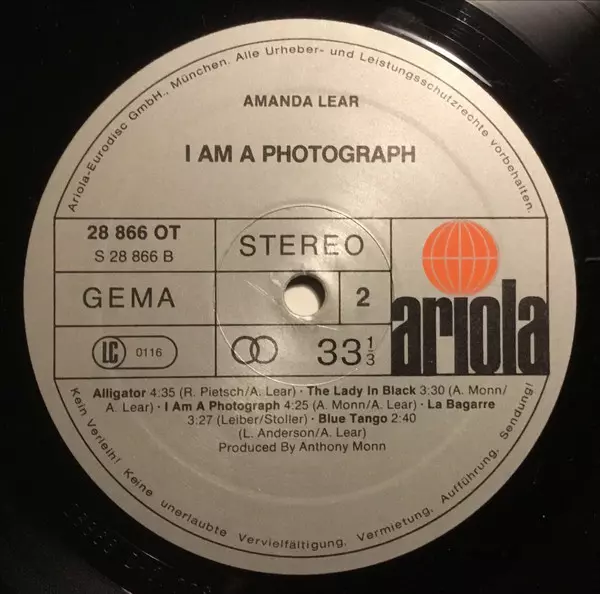 Ariola-Eurodisc GmbH., München. Alle Urheber- und Leistungsschutzrechte vorbehalten.
AMANDA LEAR
I AM A PHOTOGRAPH
28 866 OT
S 28 866 B
STEREO
GEMA
2
LC 0116
33 1/3
ariola
Alligator 4:35 (R. Pietsch/A. Lear) · The Lady In Black 3:30 (A. Monn/
A. Lear) · I Am A Photograph 4:25 (A. Monn/A. Lear) · La Bagarre
3:27 (Leiber/Stoller) · Blue Tango 2:40
(L. Anderson/A. Lear)
Produced By Anthony Monn
Kein Verleih! Keine unerlaubte Vervielfältigung, Vermietung, Aufführung, Sendung!